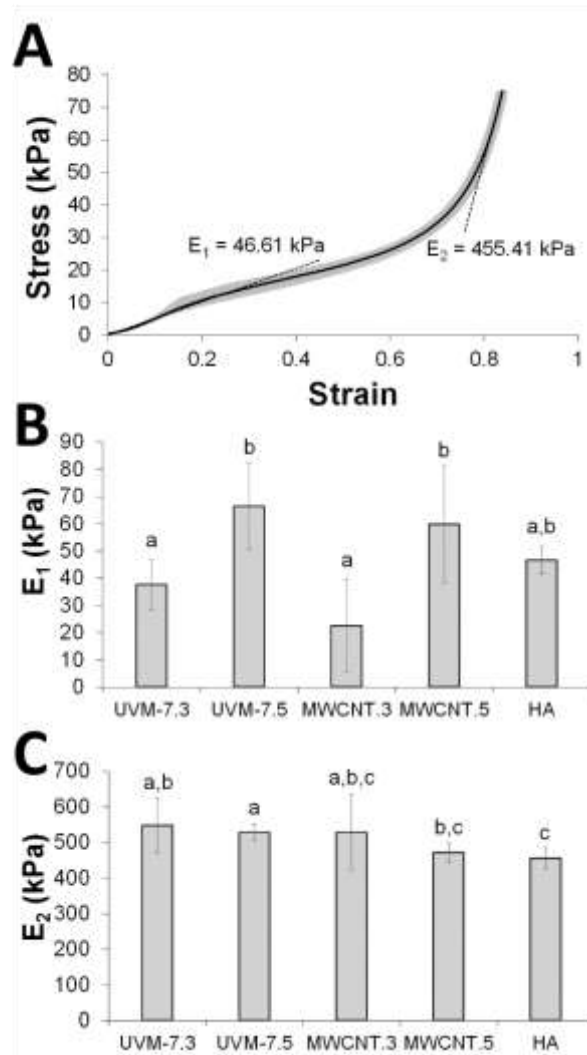 A
Stress (kPa)
80
70
60
50
40
30
20
10
0
E₁ = 46.61 kPa
E₂ = 455.41 kPa
0 0.2 0.4 0.6 0.8 1
Strain
B
E₁ (kPa)
90
80
70
60
50
40
30
20
10
0
a b a b a,b
UVM-7.3 UVM-7.5 MWCNT.3 MWCNT.5 HA
C
E₂ (kPa)
700
600
500
400
300
200
100
0
a,b a a,b,c b,c c
UVM-7.3 UVM-7.5 MWCNT.3 MWCNT.5 HA